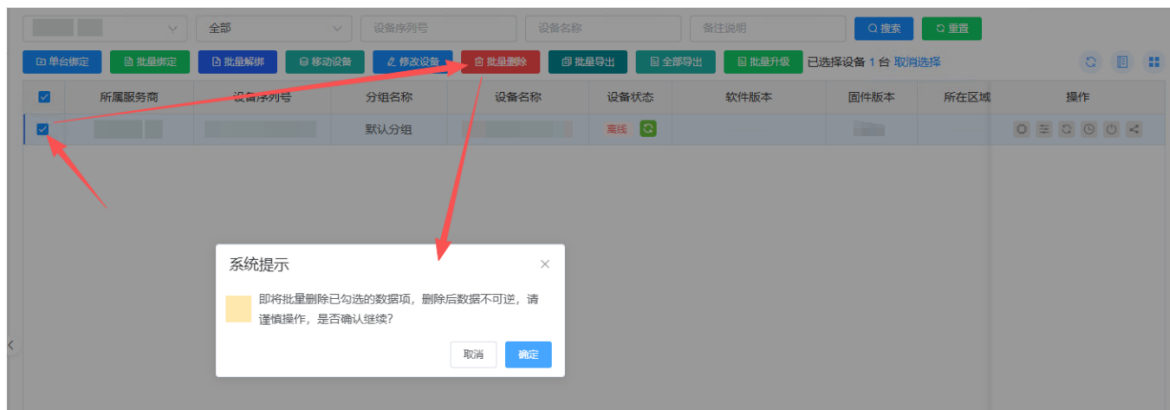 全部
设备序列号
设备名称
备注说明
搜索
重置
单台绑定
批量绑定
批量解绑
移动设备
修改设备
批量删除
批量导出
全部导出
批量升级
已选择设备 1 台 取消选择
所属服务商
设备序列号
分组名称
设备名称
设备状态
软件版本
固件版本
所在区域
操作
默认分组
离线
系统提示
即将批量删除已勾选的数据项，删除后数据不可逆，请
谨慎操作，是否确认继续？
取消
确定